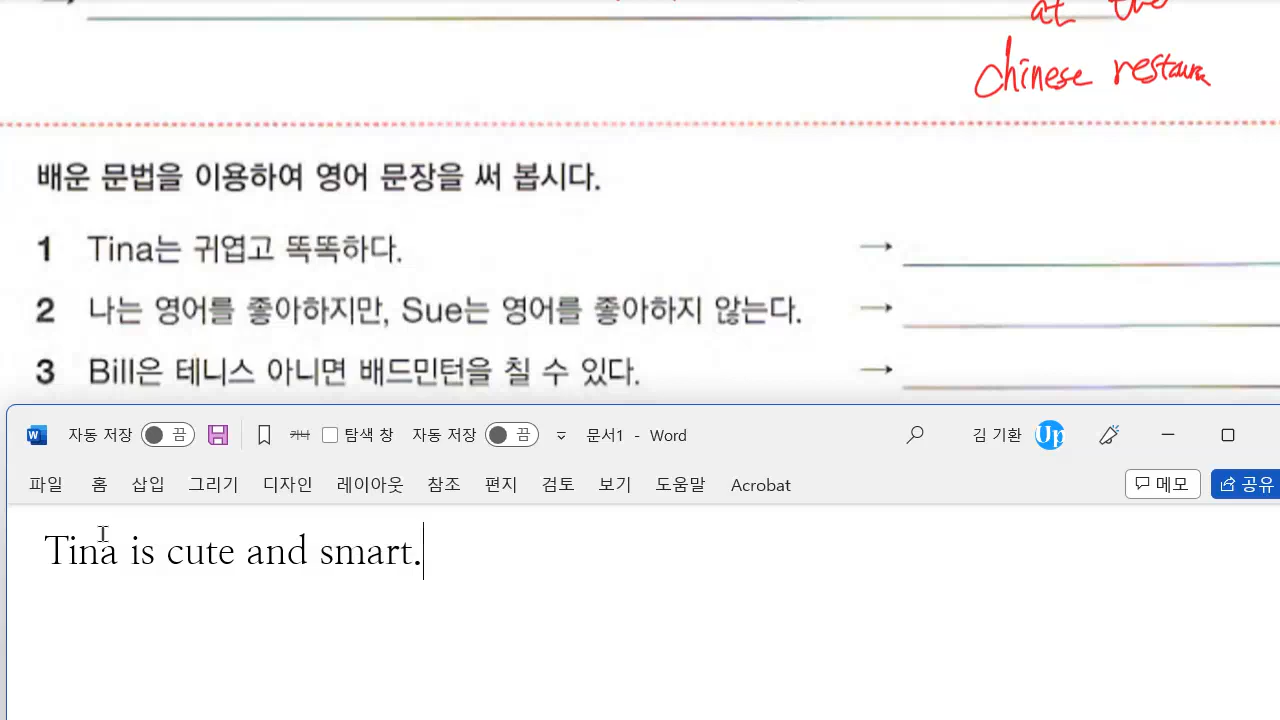 at the
chinese
배운 문법을 이용하여 영어 문장을 써 봅시다.
1 Tina는 귀엽고 똑똑하다. →
2 나는 영어를 좋아하지만, Sue는 영어를 좋아하지 않는다. →
3 Bill은 테니스 아니면 배드민턴을 칠 수 있다. →
자동 저장 끔 가나 탐색 창 자동 저장 끔 문서1 - Word 김 기환 Up
파일 홈 삽입 그리기 디자인 레이아웃 참조 편지 검토 보기 도움말 Acrobat 메모 공유
Tina is cute and smart.